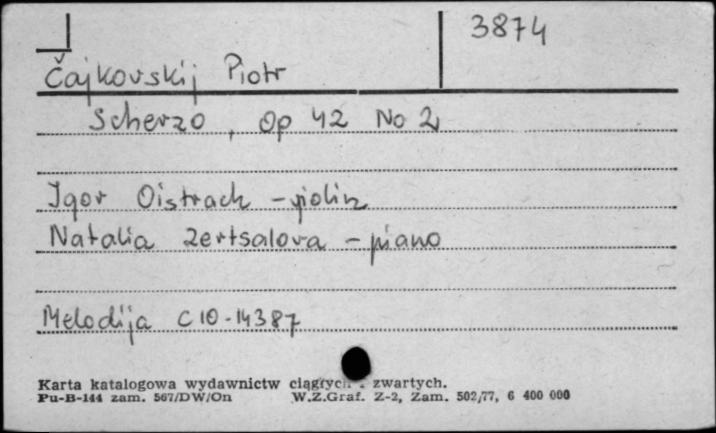 3874
Čajkovskij Piotr
Scherzo, Op 42 No 2
Igor Oistrach - violin
Natalia Zertsalova - piano
Melodija C 10-14387
Karta katalogowa wydawnictw ciągłych i zwartych.
Pu-B-144 zam. 567/DW/On W.Z.Graf. Z-2, Zam. 502/77, 6 400 000